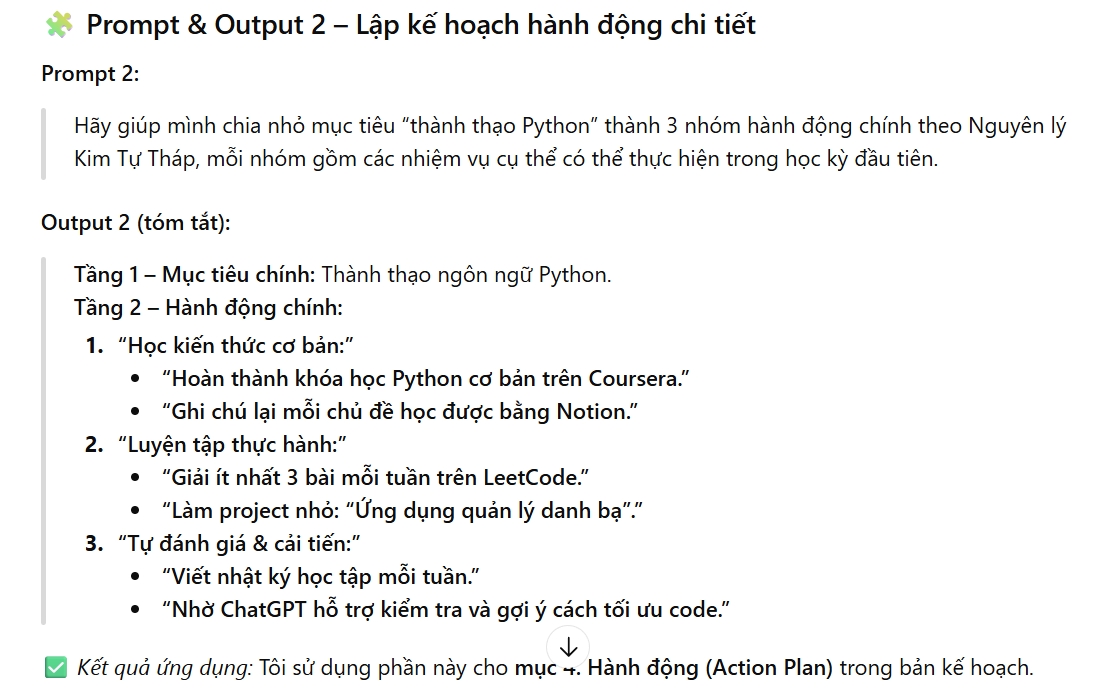 🧩 Prompt & Output 2 – Lập kế hoạch hành động chi tiết
Prompt 2:
Hãy giúp mình chia nhỏ mục tiêu “thành thạo Python” thành 3 nhóm hành động chính theo Nguyên lý
Kim Tự Tháp, mỗi nhóm gồm các nhiệm vụ cụ thể có thể thực hiện trong học kỳ đầu tiên.
Output 2 (tóm tắt):
Tầng 1 – Mục tiêu chính: Thành thạo ngôn ngữ Python.
Tầng 2 – Hành động chính:
1. “Học kiến thức cơ bản:”
• “Hoàn thành khóa học Python cơ bản trên Coursera.”
• “Ghi chú lại mỗi chủ đề học được bằng Notion.”
2. “Luyện tập thực hành:”
• “Giải ít nhất 3 bài mỗi tuần trên LeetCode.”
• “Làm project nhỏ: “Ứng dụng quản lý danh bạ”.”
3. “Tự đánh giá & cải tiến:”
• “Viết nhật ký học tập mỗi tuần.”
• “Nhờ ChatGPT hỗ trợ kiểm tra và gợi ý cách tối ưu code.”
✅ Kết quả ứng dụng: Tôi sử dụng phần này cho mục 4. Hành động (Action Plan) trong bản kế hoạch.